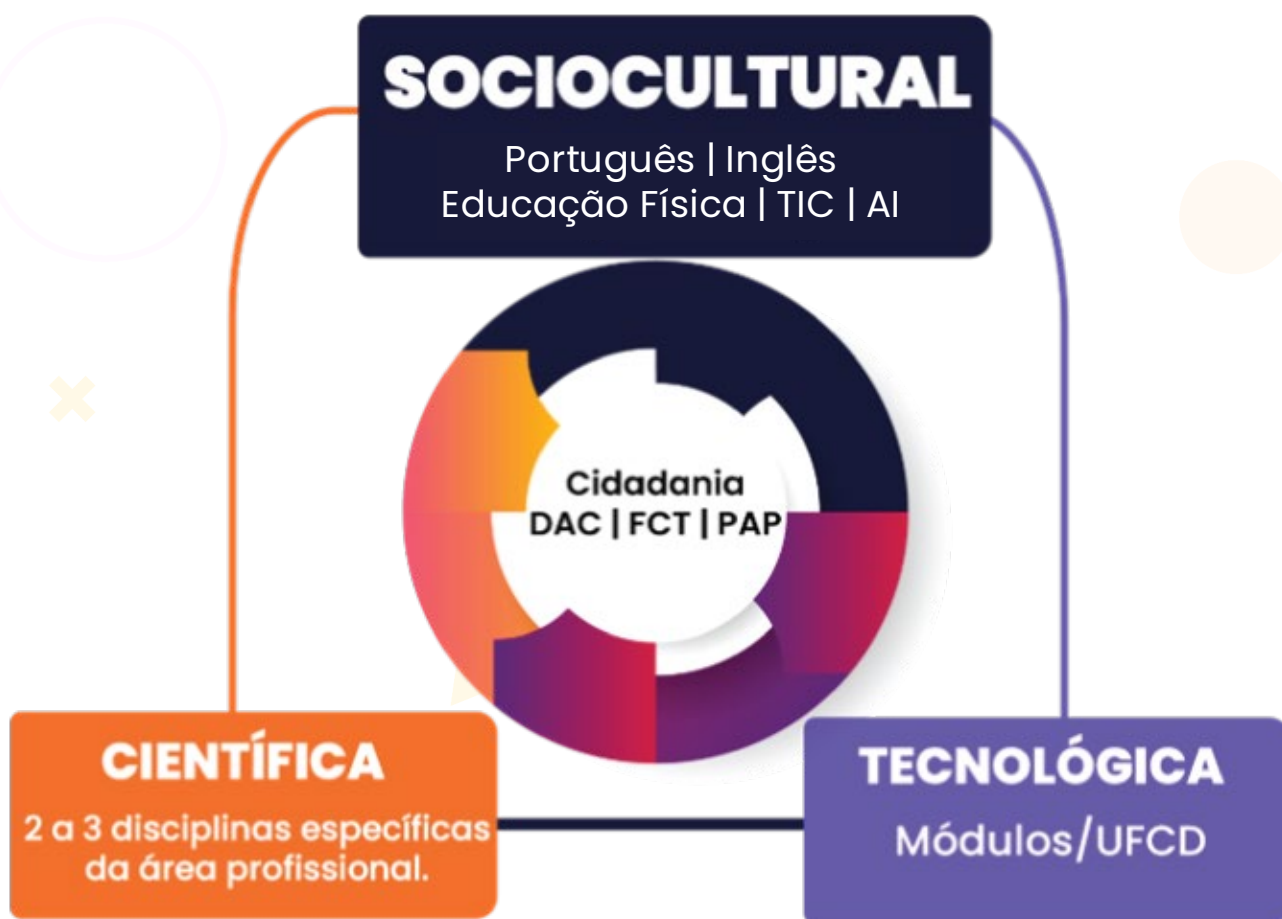 SOCIOCULTURAL
Português | Inglês
Educação Física | TIC | AI
Cidadania
DAC | FCT | PAP
CIENTÍFICA
2 a 3 disciplinas específicas
da área profissional.
TECNOLÓGICA
Módulos/UFCD